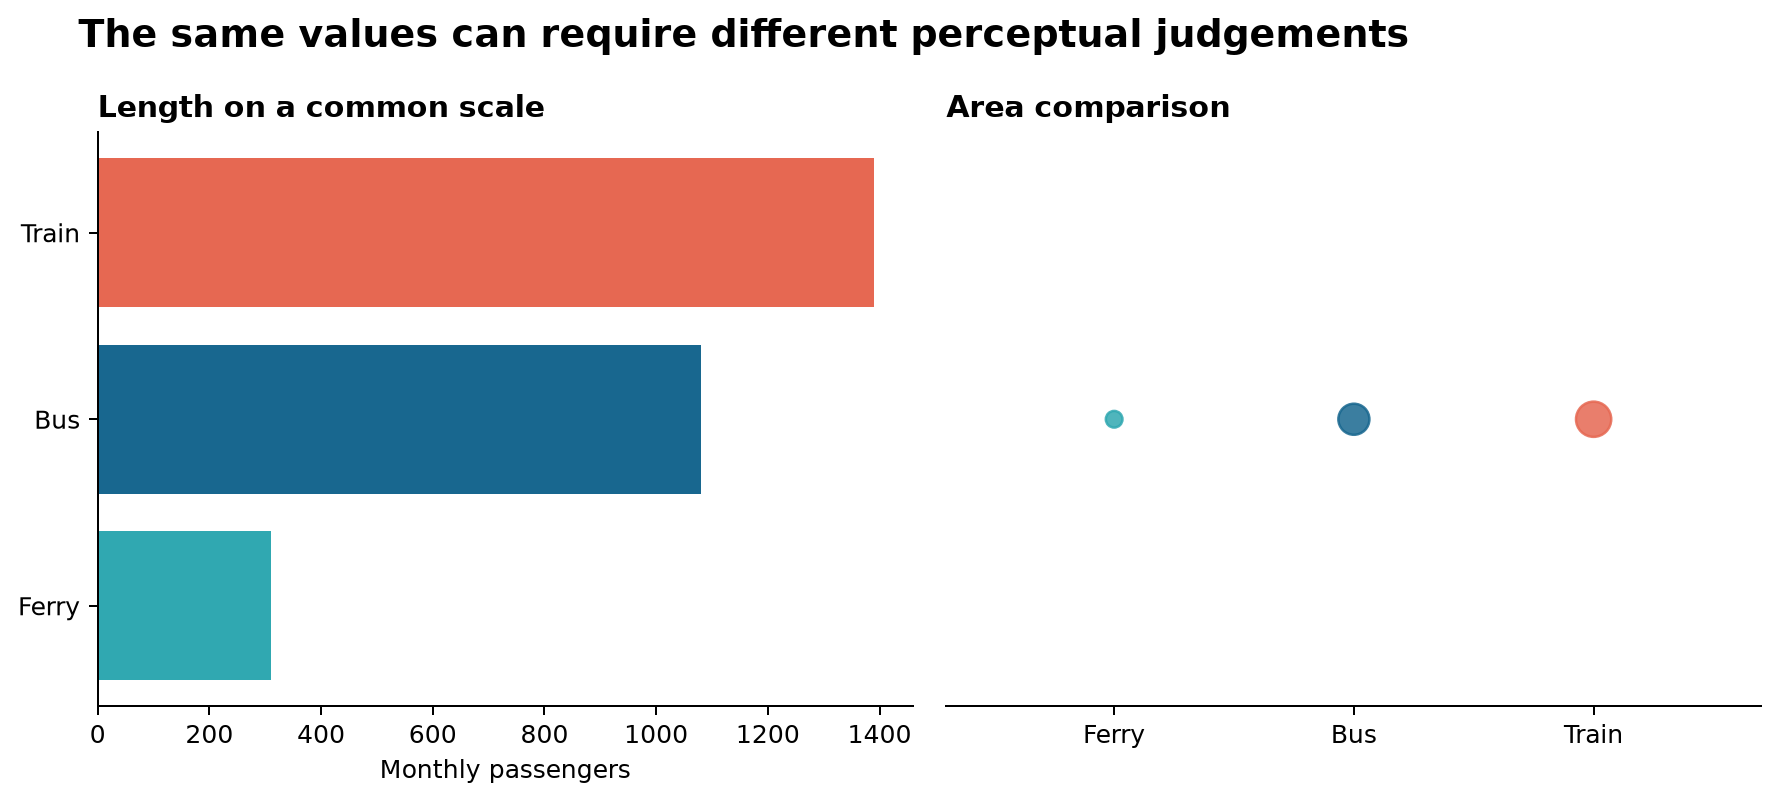 The same values can require different perceptual judgements
Length on a common scale
Train
Bus
Ferry
0 200 400 600 800 1000 1200 1400
Monthly passengers
Area comparison
Ferry Bus Train